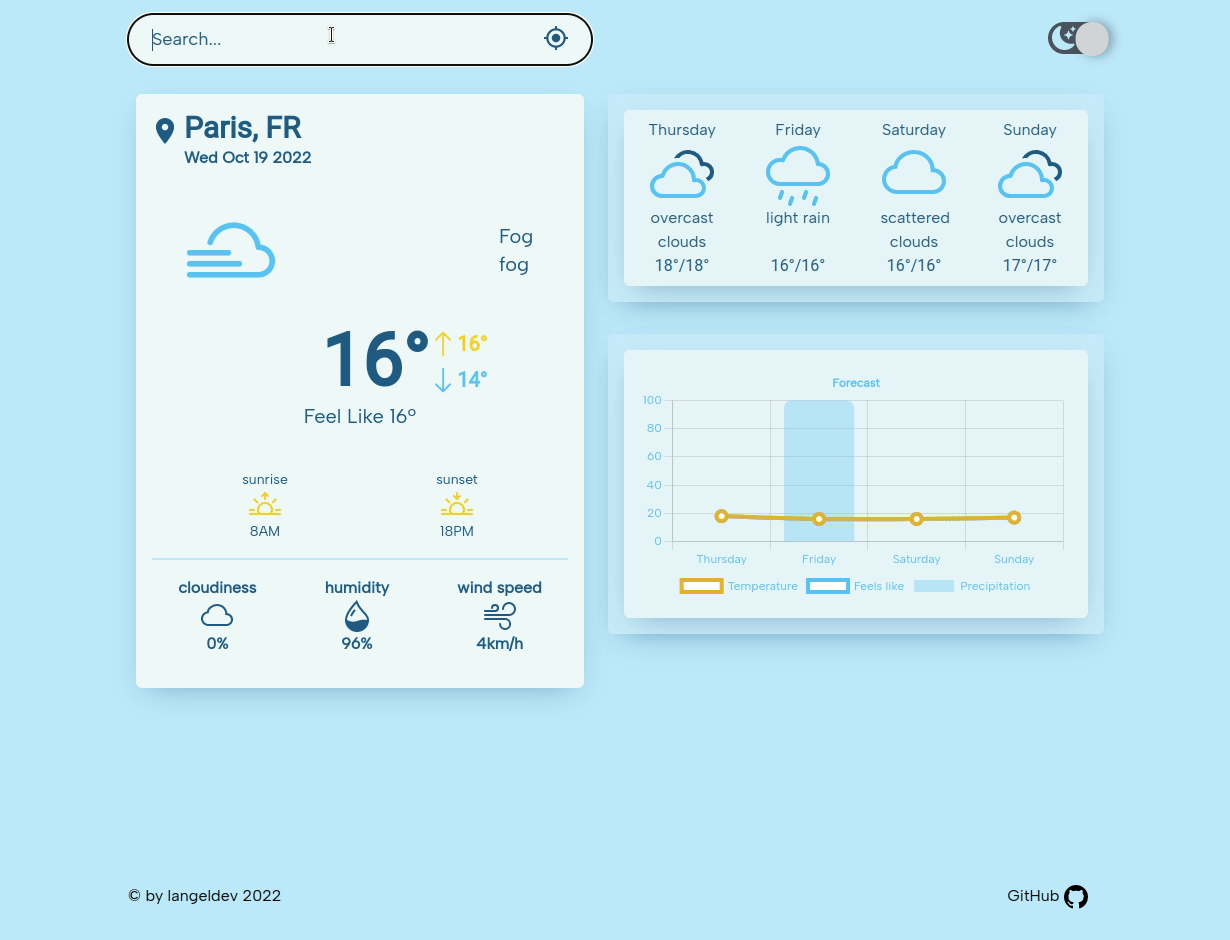 Search...
Paris, FR
Wed Oct 19 2022
Fog
fog
16°
16°
14°
Feel Like 16°
sunrise
8AM
sunset
18PM
cloudiness
0%
humidity
96%
wind speed
4km/h
Thursday
overcast
clouds
18°/18°
Friday
light rain
16°/16°
Saturday
scattered
clouds
16°/16°
Sunday
overcast
clouds
17°/17°
Forecast
100
80
60
40
20
0
Thursday Friday Saturday Sunday
Temperature Feels like Precipitation
© by langeldev 2022
GitHub